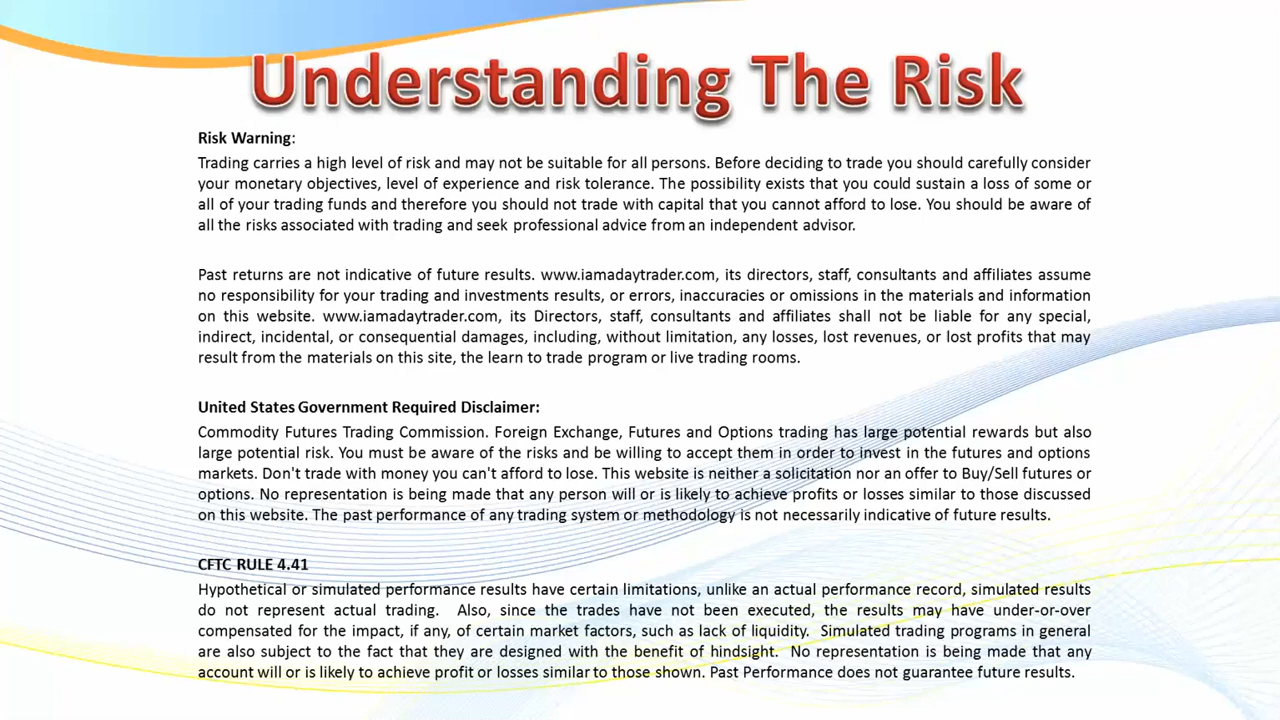 Understanding The Risk
Risk Warning:
Trading carries a high level of risk and may not be suitable for all persons. Before deciding to trade you should carefully consider
your monetary objectives, level of experience and risk tolerance. The possibility exists that you could sustain a loss of some or
all of your trading funds and therefore you should not trade with capital that you cannot afford to lose. You should be aware of
all the risks associated with trading and seek professional advice from an independent advisor.
Past returns are not indicative of future results. www.iamadaytrader.com, its directors, staff, consultants and affiliates assume
no responsibility for your trading and investments results, or errors, inaccuracies or omissions in the materials and information
on this website. www.iamadaytrader.com, its Directors, staff, consultants and affiliates shall not be liable for any special,
indirect, incidental, or consequential damages, including, without limitation, any losses, lost revenues, or lost profits that may
result from the materials on this site, the learn to trade program or live trading rooms.
United States Government Required Disclaimer:
Commodity Futures Trading Commission. Foreign Exchange, Futures and Options trading has large potential rewards but also
large potential risk. You must be aware of the risks and be willing to accept them in order to invest in the futures and options
markets. Don't trade with money you can't afford to lose. This website is neither a solicitation nor an offer to Buy/Sell futures or
options. No representation is being made that any person will or is likely to achieve profits or losses similar to those discussed
on this website. The past performance of any trading system or methodology is not necessarily indicative of future results.
CFTC RULE 4.41
Hypothetical or simulated performance results have certain limitations, unlike an actual performance record, simulated results
do not represent actual trading.  Also, since the trades have not been executed, the results may have under-or-over
compensated for the impact, if any, of certain market factors, such as lack of liquidity.  Simulated trading programs in general
are also subject to the fact that they are designed with the benefit of hindsight.  No representation is being made that any
account will or is likely to achieve profit or losses similar to those shown. Past Performance does not guarantee future results.